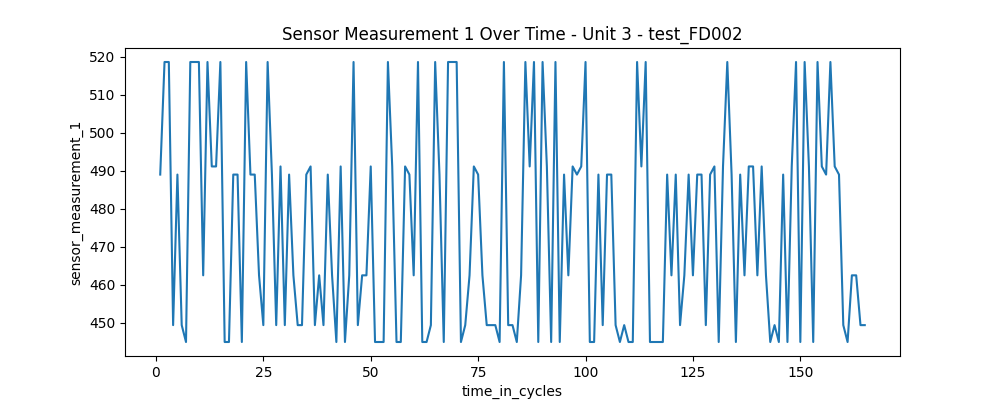 Sensor Measurement 1 Over Time - Unit 3 - test_FD002
sensor_measurement_1
520
510
500
490
480
470
460
450
0 25 50 75 100 125 150
time_in_cycles